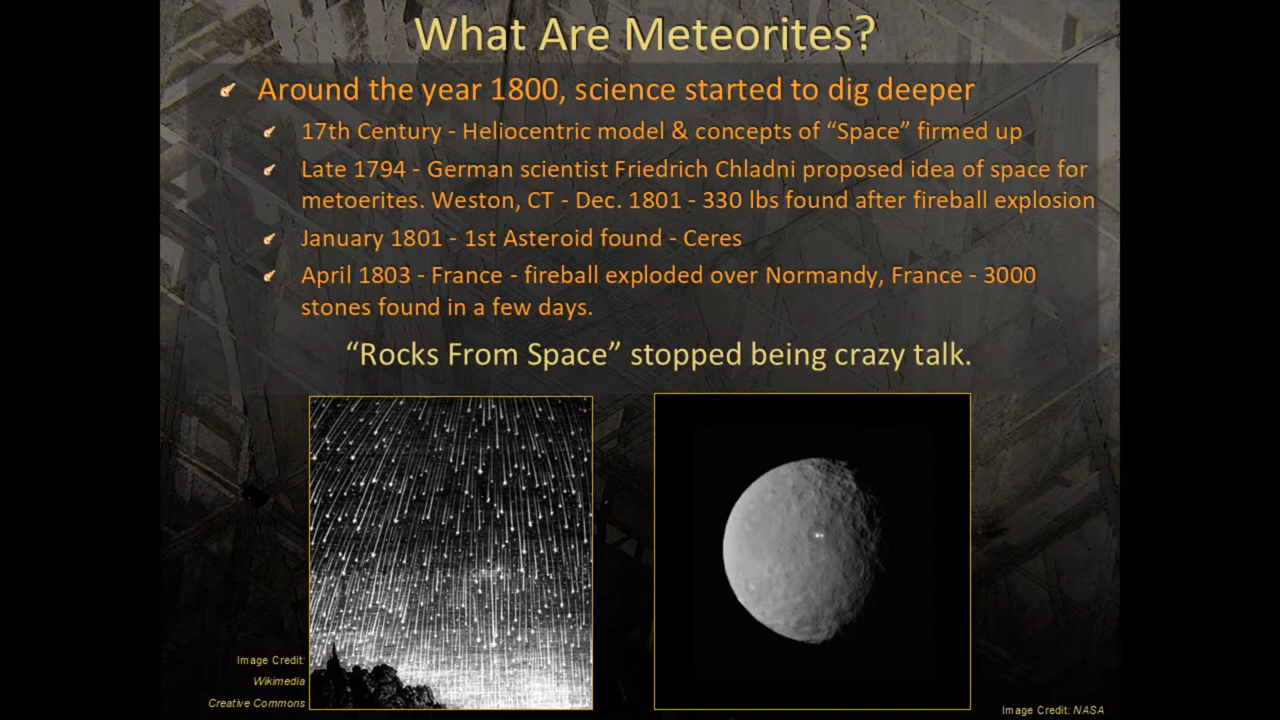 What Are Meteorites?
Around the year 1800, science started to dig deeper
17th Century - Heliocentric model & concepts of “Space” firmed up
Late 1794 - German scientist Friedrich Chladni proposed idea of space for
metoerites. Weston, CT - Dec. 1801 - 330 lbs found after fireball explosion
January 1801 - 1st Asteroid found - Ceres
April 1803 - France - fireball exploded over Normandy, France - 3000
stones found in a few days.
“Rocks From Space” stopped being crazy talk.
Image Credit:
Wikimedia
Creative Commons
Image Credit: NASA